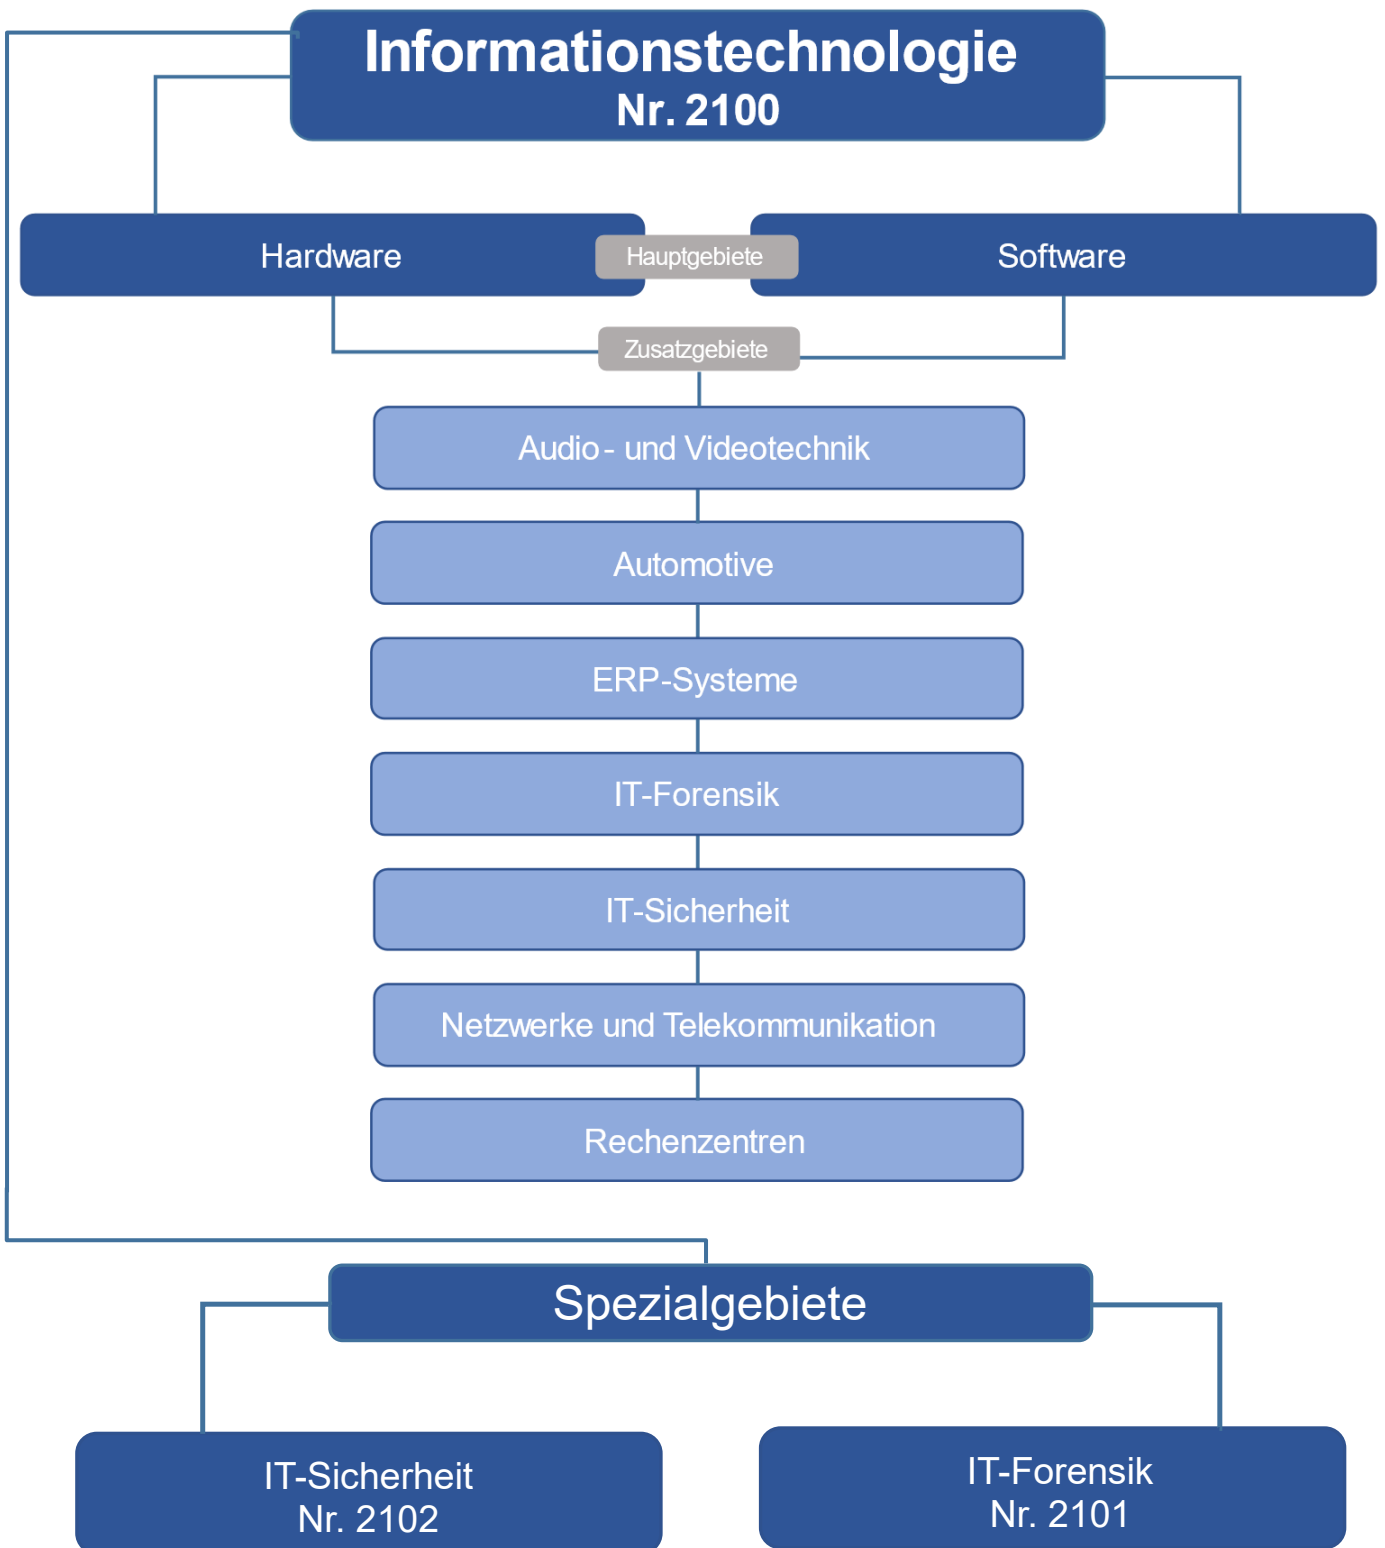 Informationstechnologie
Nr. 2100
Hardware
Hauptgebiete
Software
Zusatzgebiete
Audio- und Videotechnik
Automotive
ERP-Systeme
IT-Forensik
IT-Sicherheit
Netzwerke und Telekommunikation
Rechenzentren
Spezialgebiete
IT-Sicherheit
Nr. 2102
IT-Forensik
Nr. 2101